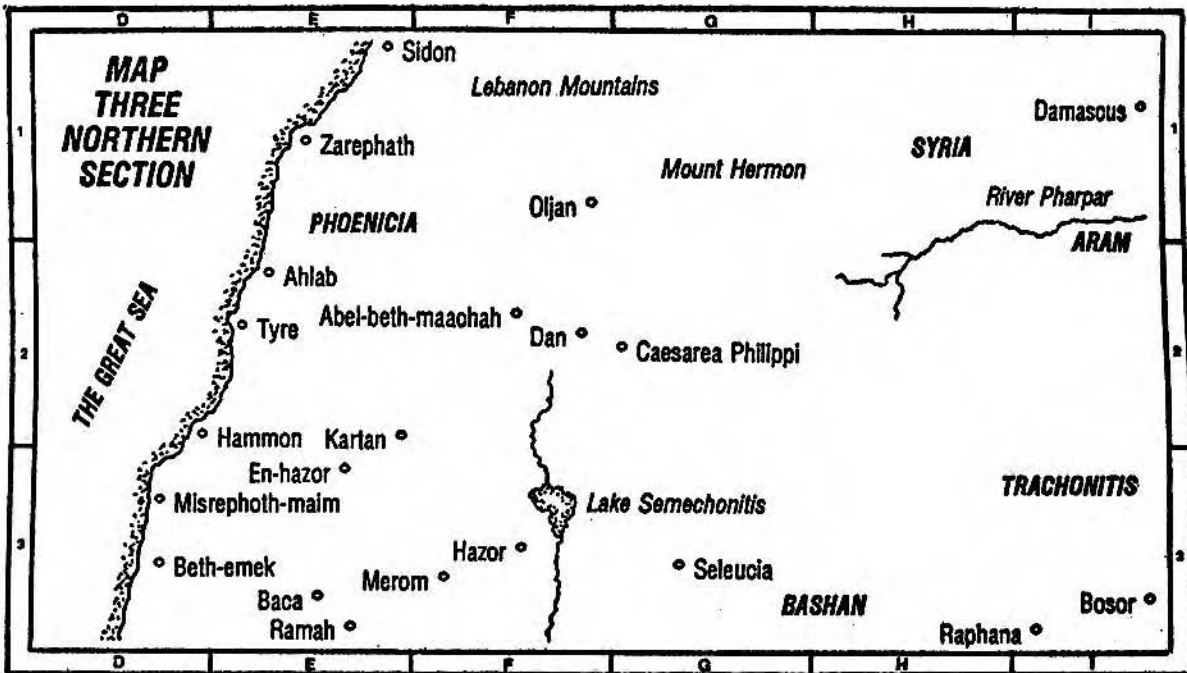 D E F G H I
MAP
THREE
NORTHERN
SECTION
Sidon
Lebanon Mountains
Damasous
1
1
Zarephath
SYRIA
Mount Hermon
Oljan
River Pharpar
PHOENICIA
ARAM
Ahlab
THE GREAT SEA
Abel-beth-maaohah
Tyre
Dan
Caesarea Philippi
2
2
Hammon
Kartan
En-hazor
Misrephoth-maim
Lake Semechonitis
TRACHONITIS
3
Hazor
Beth-emek
Merom
Seleucia
3
Baca
BASHAN
Bosor
Ramah
Raphana
D E F G H I